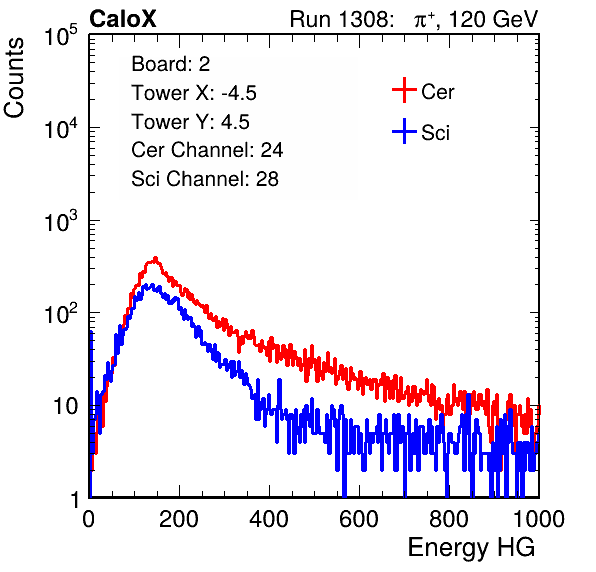 CaloX Run 1308: π⁺, 120 GeV
Counts
10⁵
10⁴
10³
10²
10
1
Board: 2
Tower X: -4.5
Tower Y: 4.5
Cer Channel: 24
Sci Channel: 28
Cer
Sci
0 200 400 600 800 1000
Energy HG